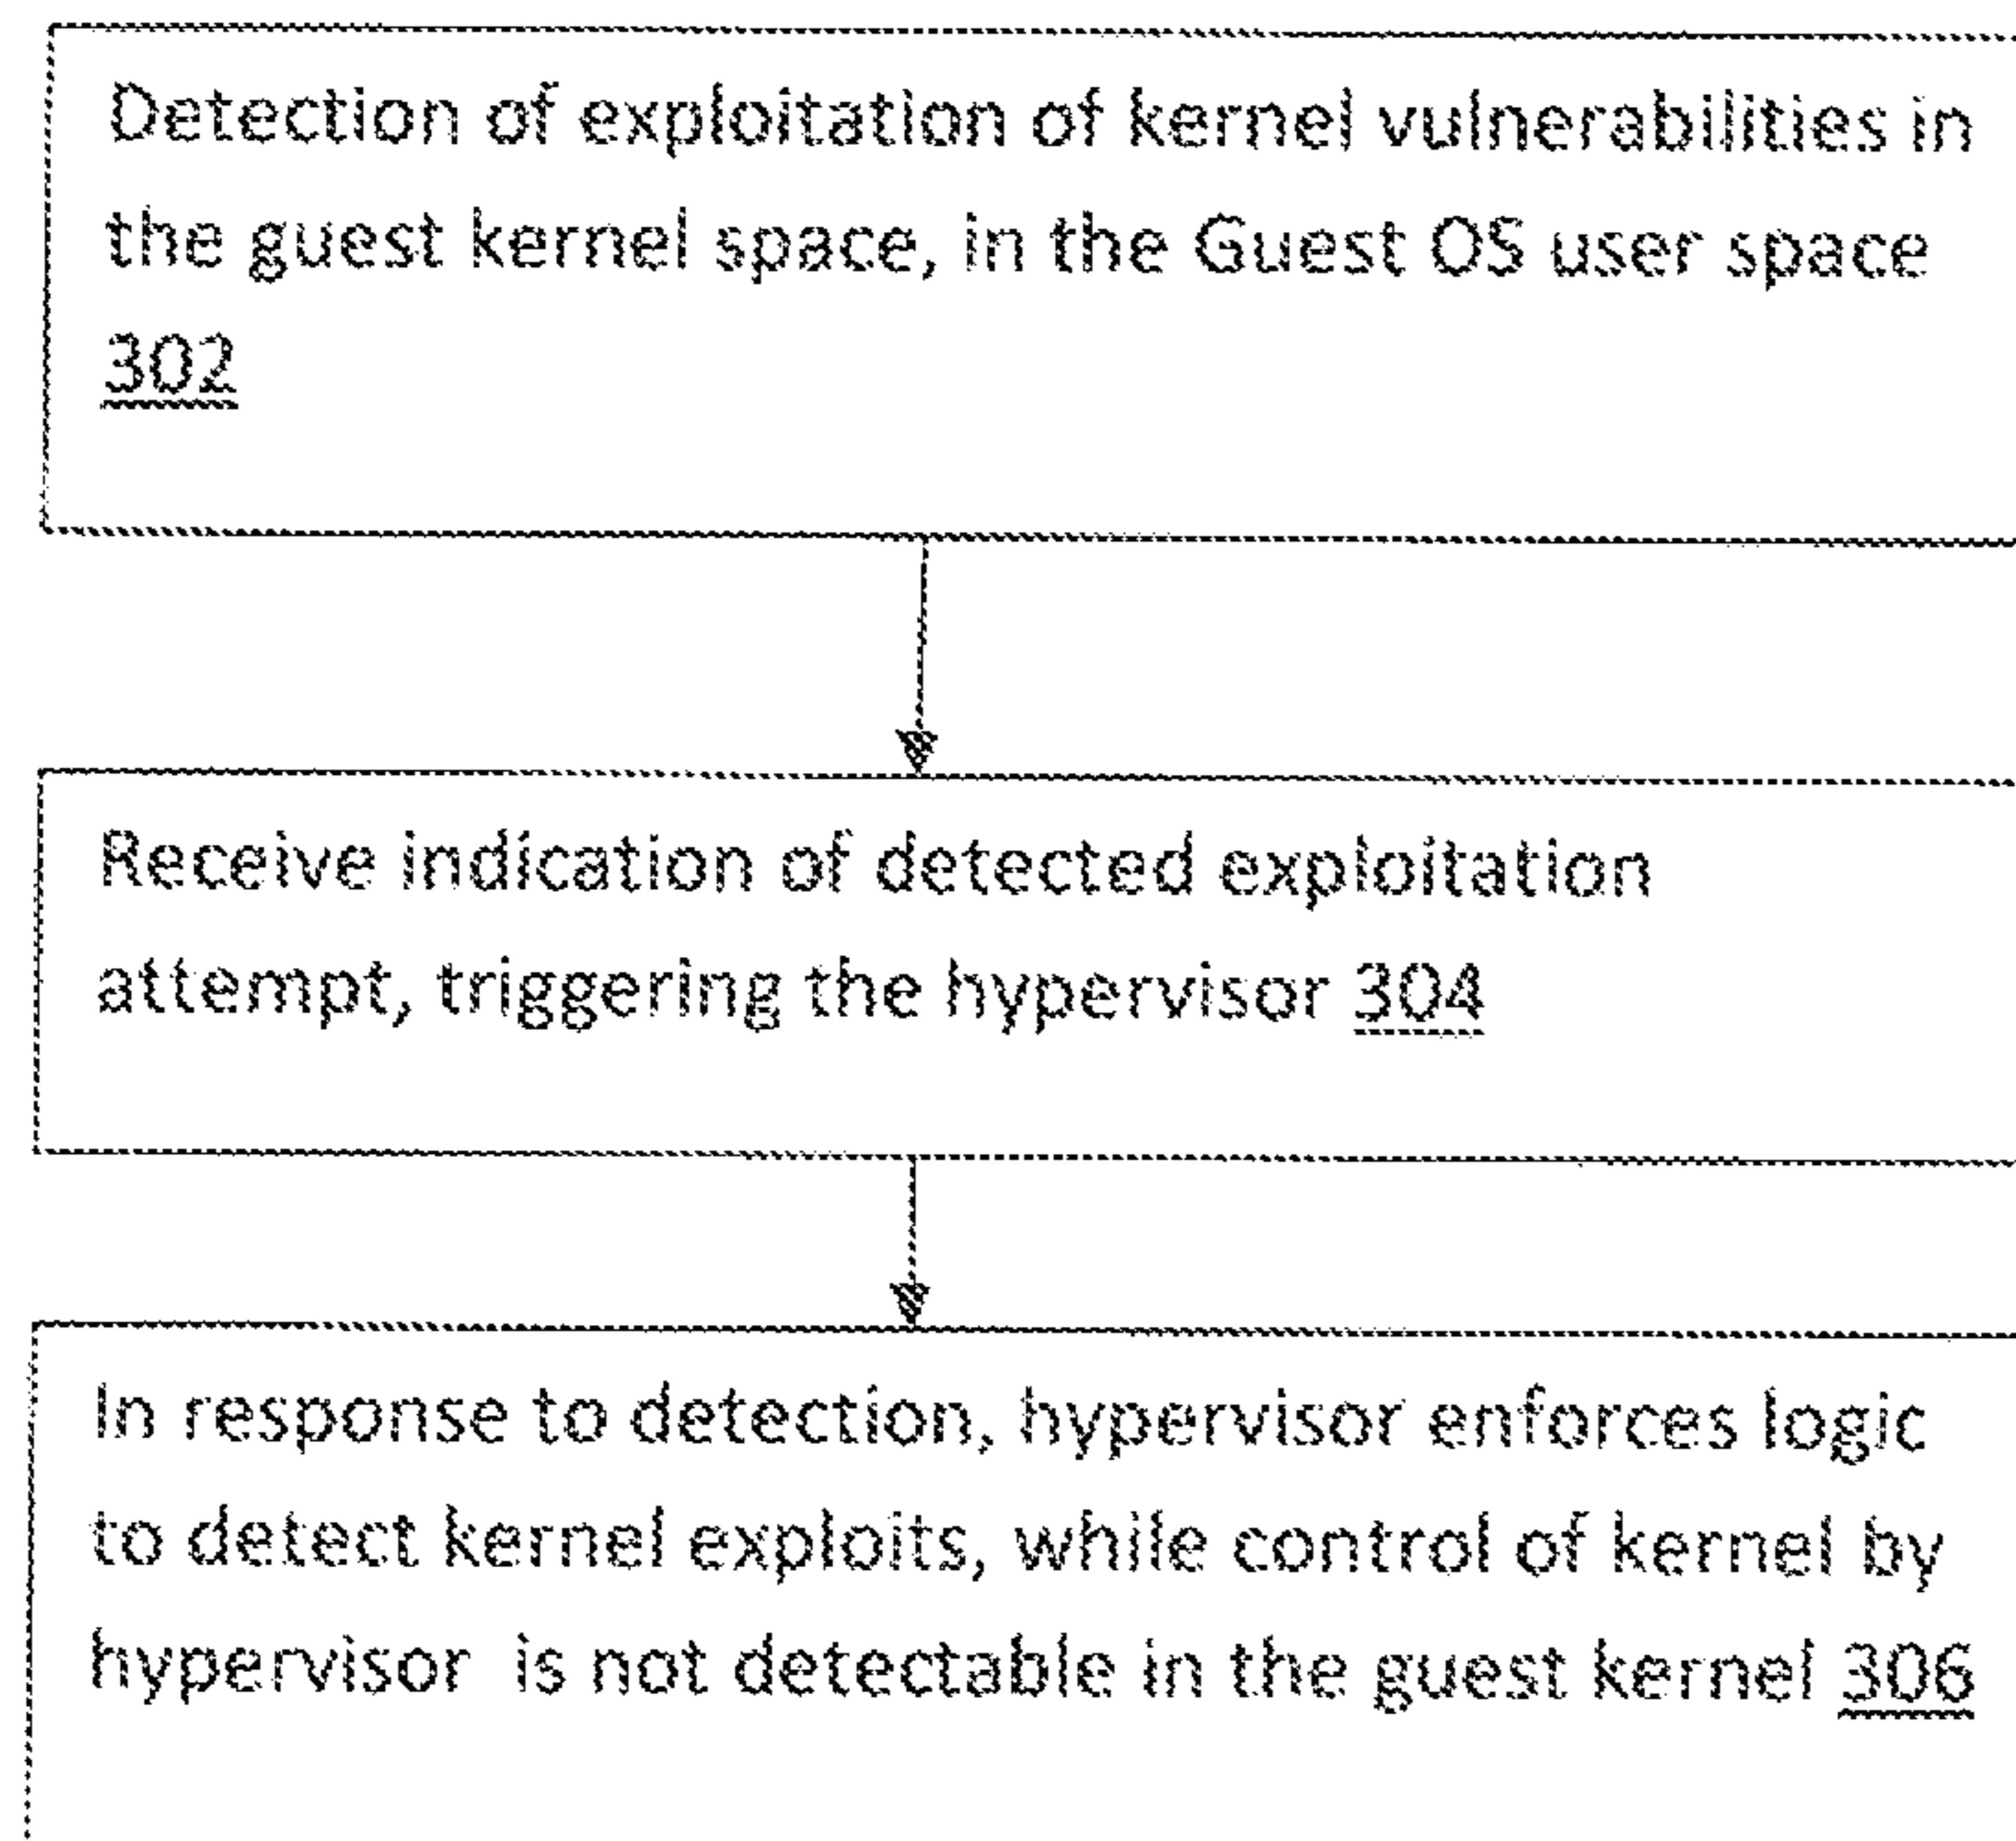 Detection of exploitation of kernel vulnerabilities in
the guest kernel space, in the Guest OS user space
302
Receive indication of detected exploitation
attempt, triggering the hypervisor 304
In response to detection, hypervisor enforces logic
to detect kernel exploits, while control of kernel by
hypervisor is not detectable in the guest kernel 306